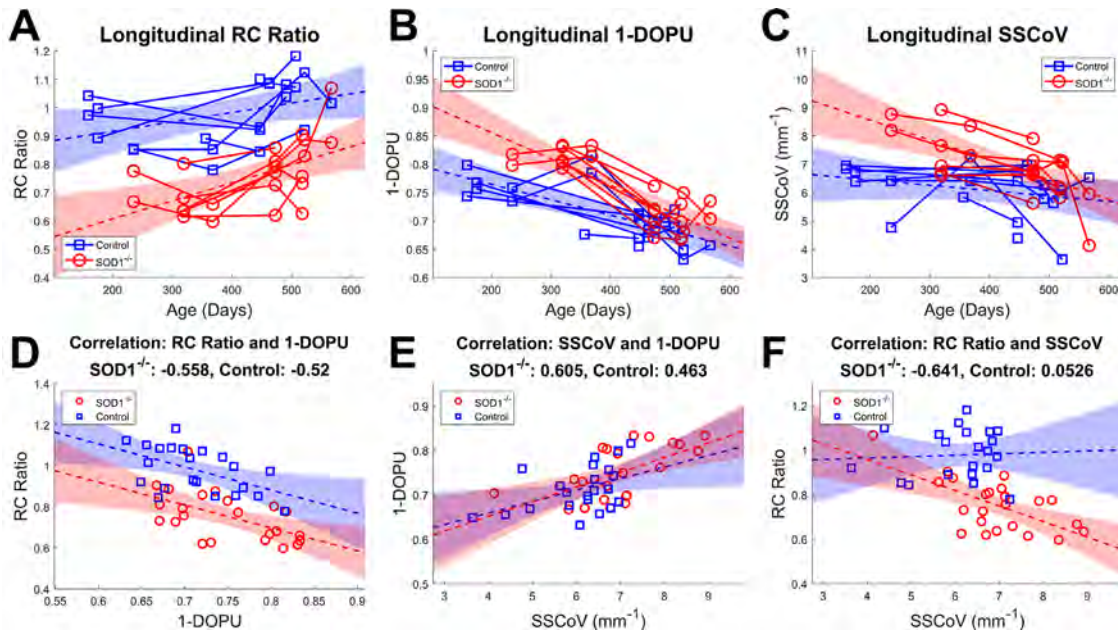 A
Longitudinal RC Ratio
1.2
1.1
1
0.9
0.8
0.7
0.6
0.5
0.4
RC Ratio
Control
SOD1-/-
200
300
400
500
600
Age (Days)
B
Longitudinal 1-DOPU
1
0.95
0.9
0.85
0.8
0.75
0.7
0.65
0.6
1-DOPU
Control
SOD1-/-
200
300
400
500
600
Age (Days)
C
Longitudinal SSCoV
11
10
9
8
7
6
5
4
3
SSCoV (mm-1)
Control
SOD1-/-
200
300
400
500
600
Age (Days)
D
Correlation: RC Ratio and 1-DOPU
SOD1-/-: -0.558, Control: -0.52
1.4
1.2
1
0.8
0.6
0.4
RC Ratio
SOD1-/-
Control
0.55
0.6
0.65
0.7
0.75
0.8
0.85
0.9
1-DOPU
E
Correlation: SSCoV and 1-DOPU
SOD1-/-: 0.605, Control: 0.463
0.9
0.8
0.7
0.6
0.5
1-DOPU
SOD1-/-
Control
3
4
5
6
7
8
9
SSCoV (mm-1)
F
Correlation: RC Ratio and SSCoV
SOD1-/-: -0.641, Control: 0.0526
1.4
1.2
1
0.8
0.6
0.4
RC Ratio
SOD1-/-
Control
3
4
5
6
7
8
9
SSCoV (mm-1)